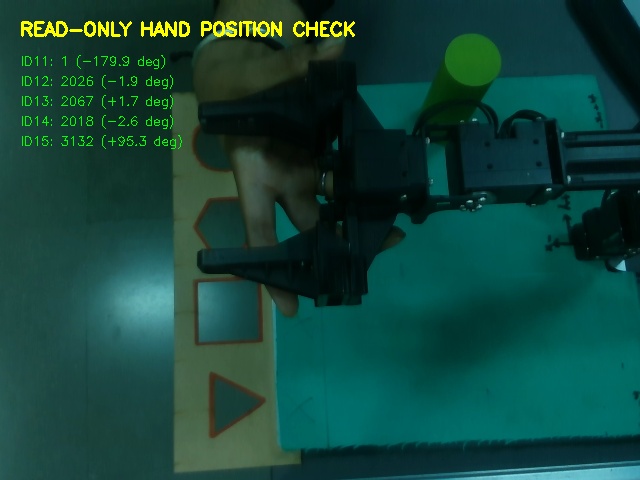 READ-ONLY HAND POSITION CHECK
ID11: 1 (-179.9 deg)
ID12: 2026 (-1.9 deg)
ID13: 2067 (+1.7 deg)
ID14: 2018 (-2.6 deg)
ID15: 3132 (+95.3 deg)